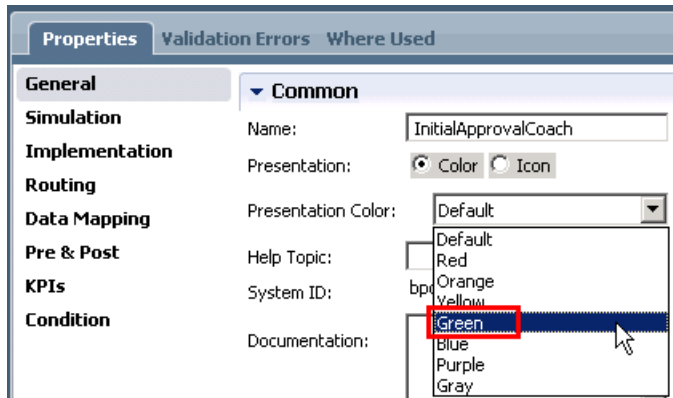 Properties Validation Errors Where Used
General
Simulation
Implementation
Routing
Data Mapping
Pre & Post
KPIs
Condition
Common
Name: InitialApprovalCoach
Presentation: Color Icon
Presentation Color: Default
Default
Red
Orange
Yellow
Green
Blue
Purple
Gray
Help Topic:
System ID:
Documentation: